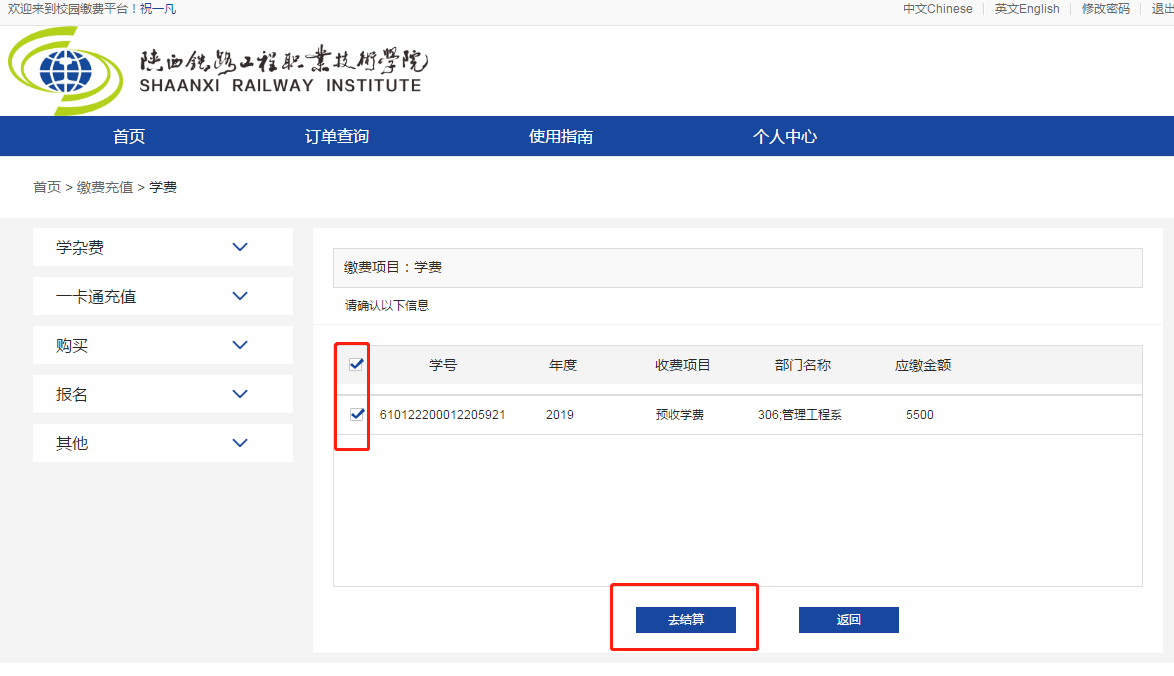 欢迎来到校园缴费平台！祝一凡
中文Chinese 英文English 修改密码 退出
陕西铁路工程职业技術學院
SHAANXI RAILWAY INSTITUTE
首页 订单查询 使用指南 个人中心
首页 > 缴费充值 > 学费
学杂费
一卡通充值
购买
报名
其他
缴费项目：学费
请确认以下信息
学号 年度 收费项目 部门名称 应缴金额
610122200012205921 2019 预收学费 306;管理工程系 5500
去结算 返回